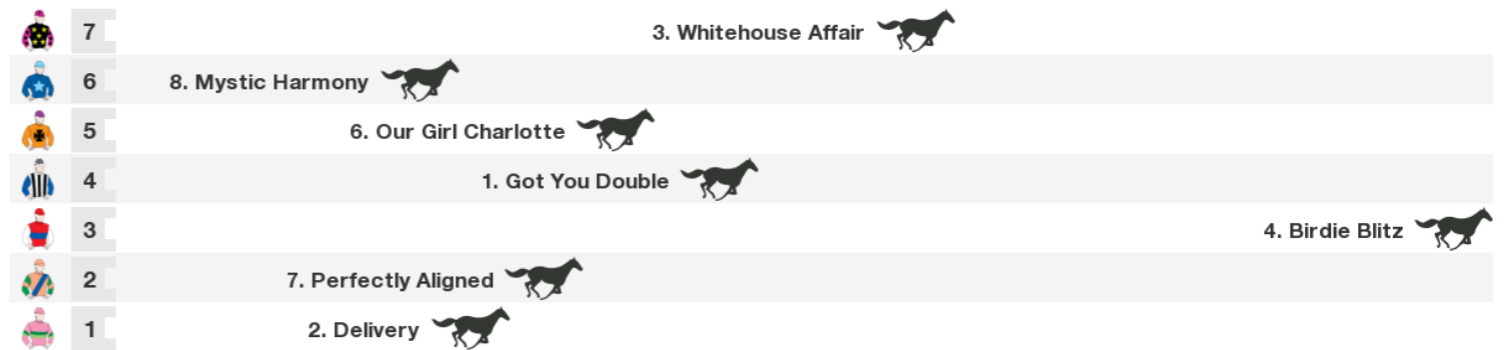 7 3. Whitehouse Affair
6 8. Mystic Harmony
5 6. Our Girl Charlotte
4 1. Got You Double
3 4. Birdie Blitz
2 7. Perfectly Aligned
1 2. Delivery